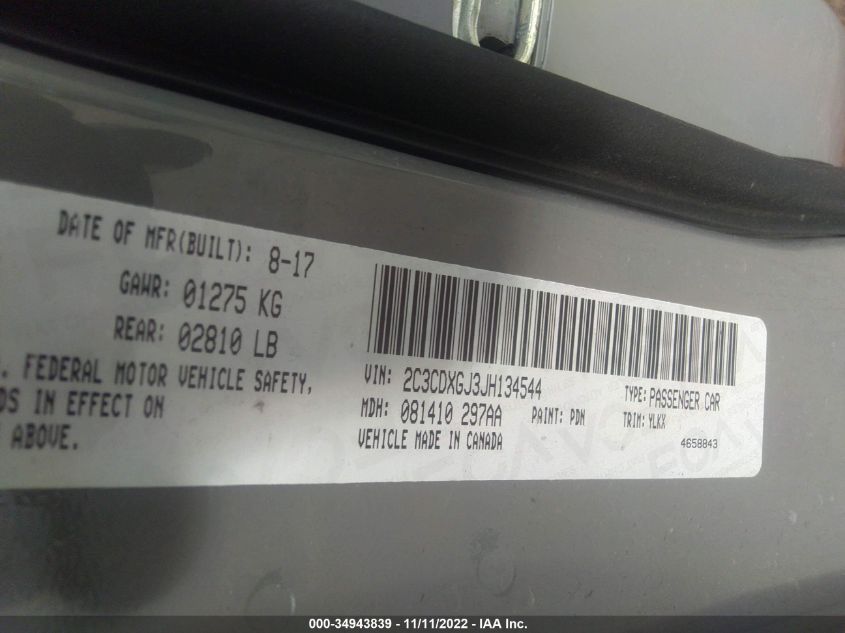 DATE OF MFR(BUILT): 8-17
GAWR: 01275 KG
REAR: 02810 LB
. FEDERAL MOTOR VEHICLE SAFETY,
DS IN EFFECT ON
ABOVE.
VIN: 2C3CDXGJ3JH134544
TYPE: PASSENGER CAR
MDH: 081410 297AA
PAINT: PDN
TRIM: YLKX
VEHICLE MADE IN CANADA
4658843
000-34943839 - 11/11/2022 - IAA Inc.